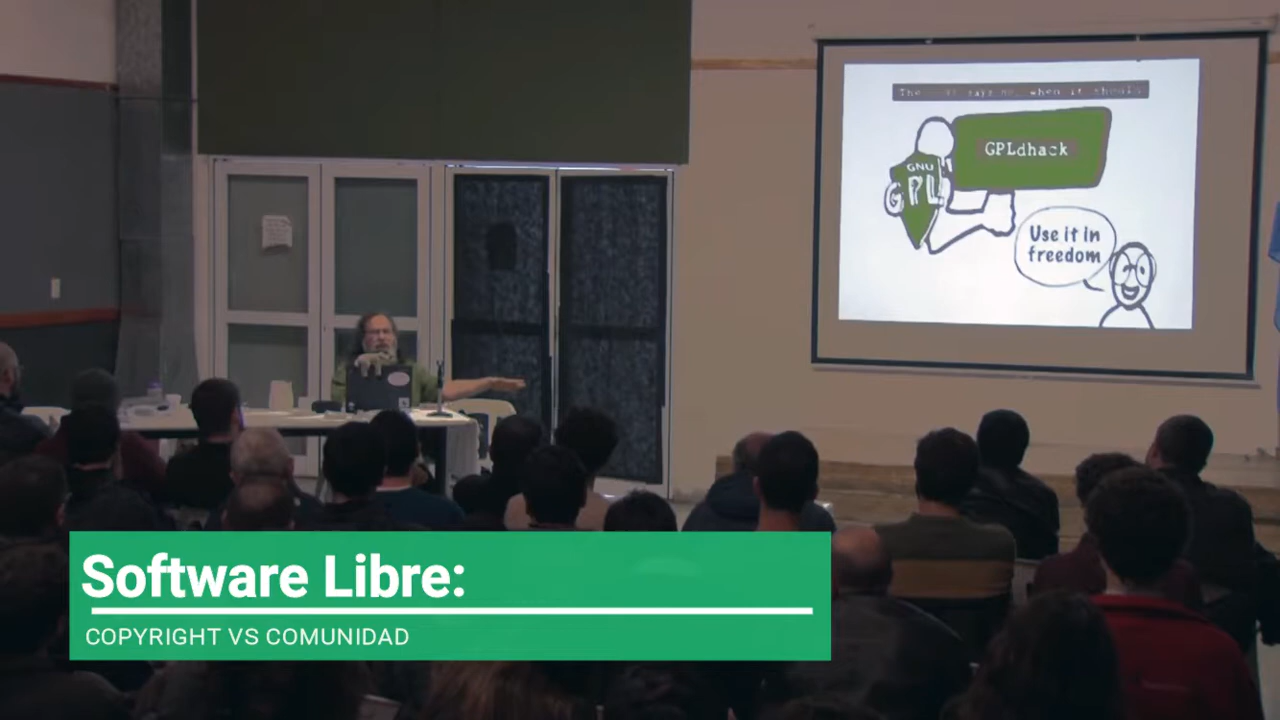 GPLdhack
GNU
GPL
Use it in
freedom
Software Libre:
COPYRIGHT VS COMUNIDAD